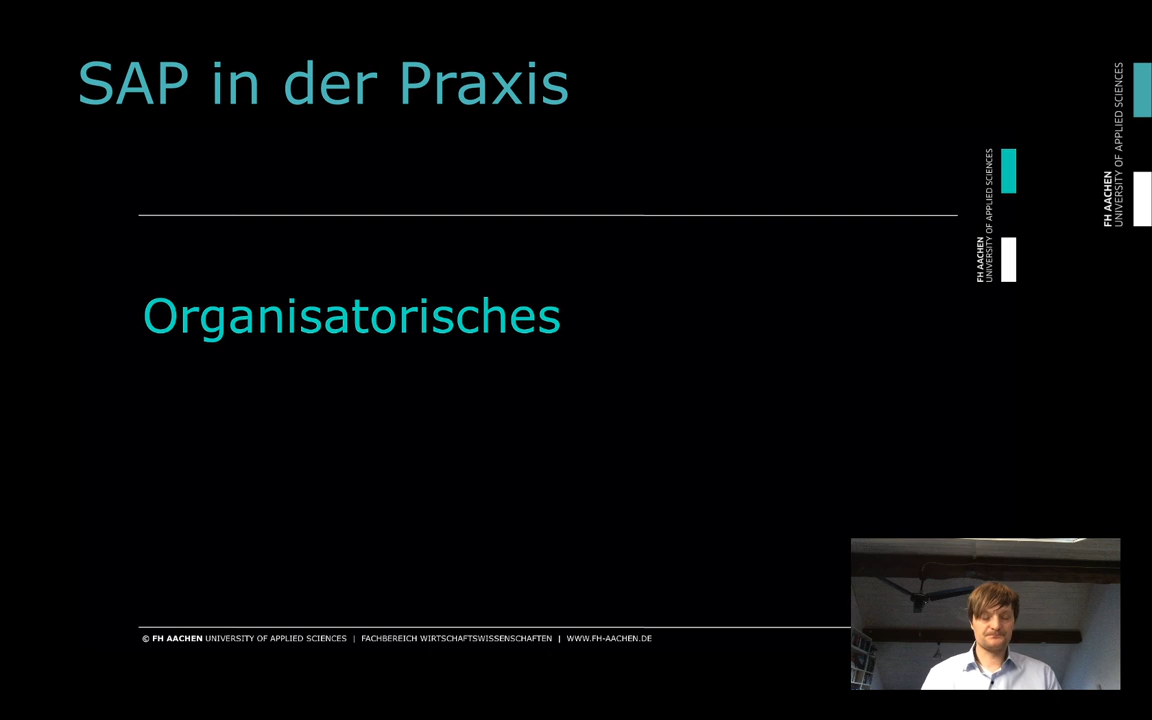 SAP in der Praxis
FH AACHEN
UNIVERSITY OF APPLIED SCIENCES
FH AACHEN
UNIVERSITY OF APPLIED SCIENCES
Organisatorisches
© FH AACHEN UNIVERSITY OF APPLIED SCIENCES | FACHBEREICH WIRTSCHAFTSWISSENSCHAFTEN | WWW.FH-AACHEN.DE